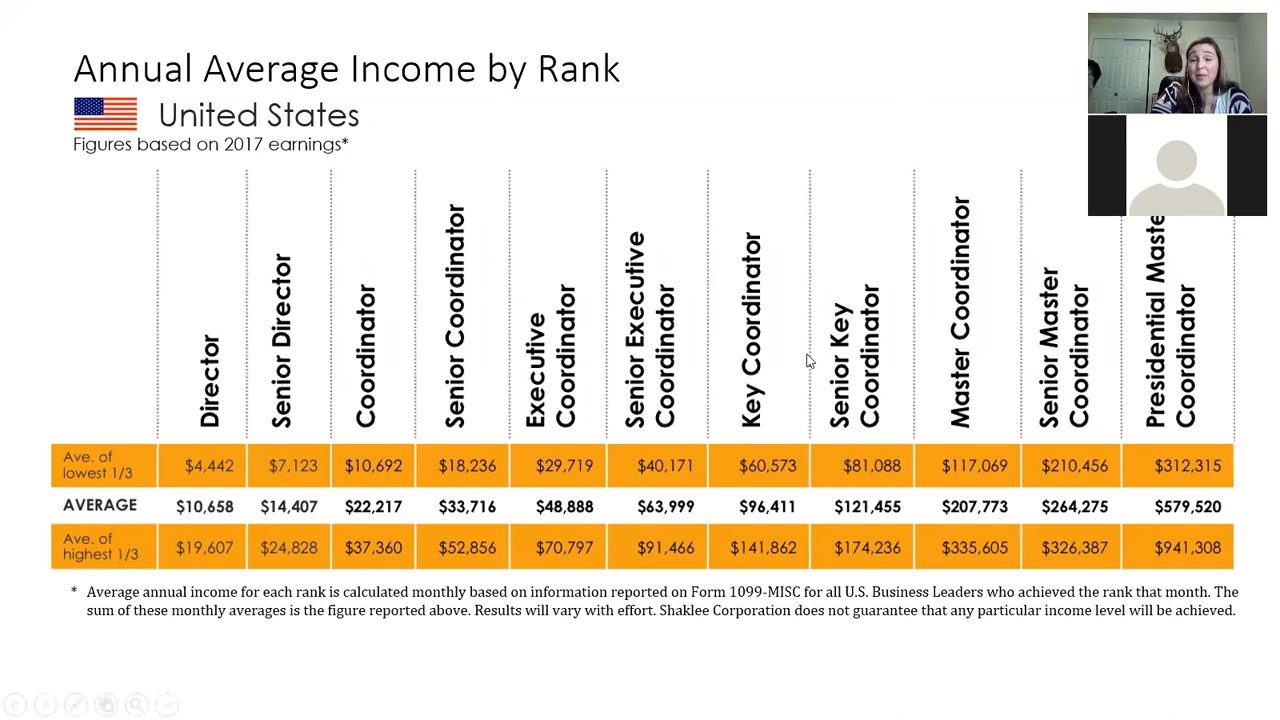 Annual Average Income by Rank
United States
Figures based on 2017 earnings*
Director
Senior Director
Coordinator
Senior Coordinator
Executive
Coordinator
Senior Executive
Coordinator
Key Coordinator
Senior Key
Coordinator
Master Coordinator
Senior Master
Coordinator
Presidential Maste
Coordinator
Ave. of
lowest 1/3
$4,442 $7,123 $10,692 $18,236 $29,719 $40,171 $60,573 $81,088 $117,069 $210,456 $312,315
AVERAGE $10,658 $14,407 $22,217 $33,716 $48,888 $63,999 $96,411 $121,455 $207,773 $264,275 $579,520
Ave. of
highest 1/3
$19,607 $24,828 $37,360 $52,856 $70,797 $91,466 $141,862 $174,236 $335,605 $326,387 $941,308
* Average annual income for each rank is calculated monthly based on information reported on Form 1099-MISC for all U.S. Business Leaders who achieved the rank that month. The
sum of these monthly averages is the figure reported above. Results will vary with effort. Shaklee Corporation does not guarantee that any particular income level will be achieved.